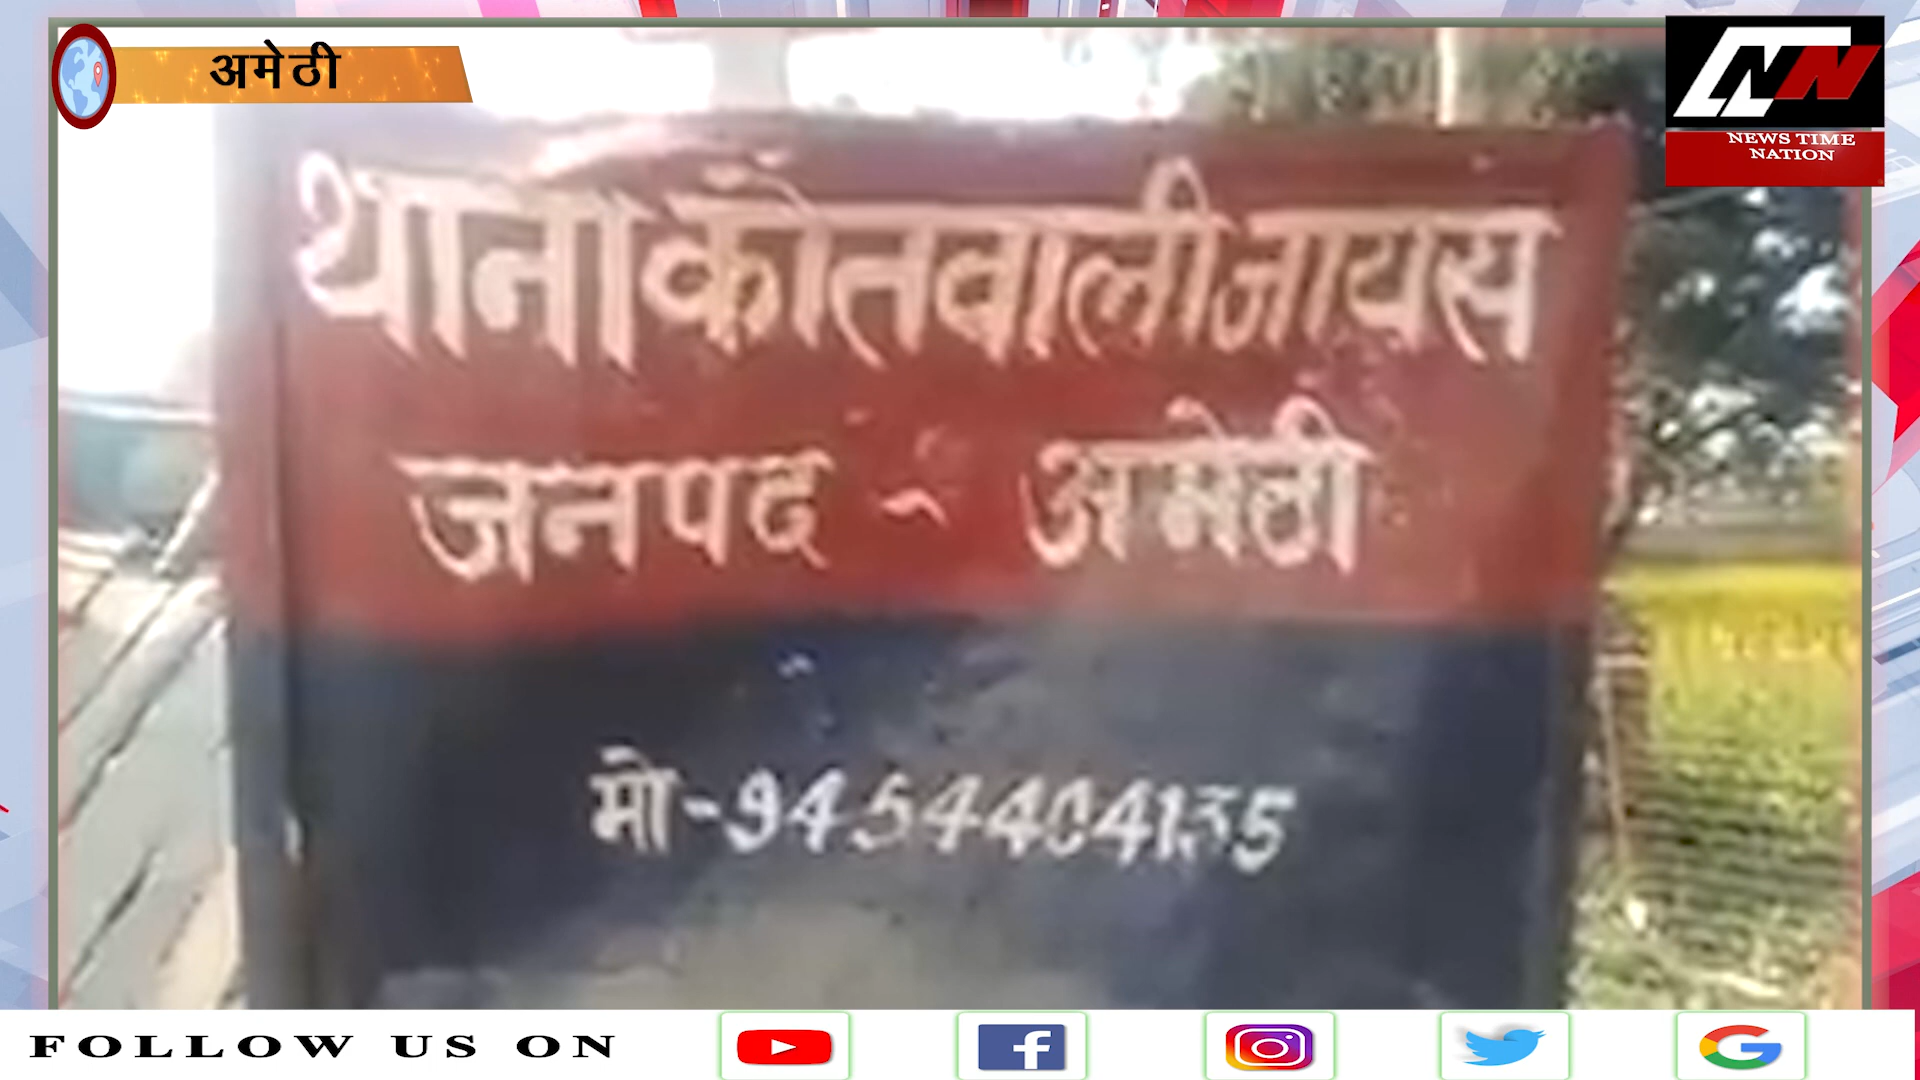 अमेठी
NEWS TIME
NATION
थाना कोतवाली जायस
जनपद - अमेठी
मो-9454404135
FOLLOW US ON